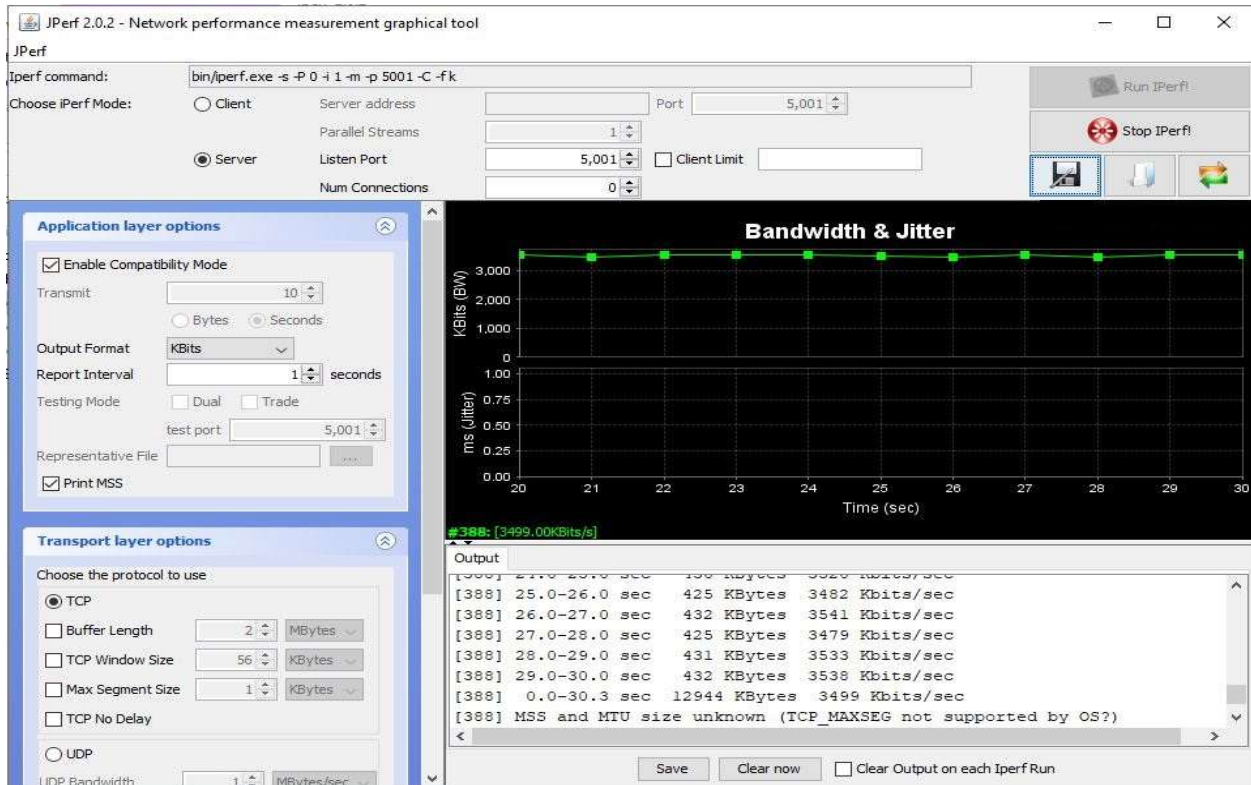 JPerf 2.0.2 - Network performance measurement graphical tool
JPerf
Iperf command: bin/iperf.exe -s -P 0 -i 1 -m -p 5001 -C -f k
Run IPerf!
Choose iPerf Mode: Client Server address Port 5,001
Parallel Streams 1
Stop IPerf!
Server Listen Port 5,001 Client Limit
Num Connections 0
Application layer options
Enable Compatibility Mode
Transmit 10
Bytes Seconds
Output Format KBits
Report Interval 1 seconds
Testing Mode Dual Trade
test port 5,001
Representative File ...
Print MSS
Transport layer options
Choose the protocol to use
TCP
Buffer Length 2 MBytes
TCP Window Size 56 KBytes
Max Segment Size 1 KBytes
TCP No Delay
UDP
UDP Bandwidth 1 MBytes/sec
Bandwidth & Jitter
KBits (BW)
3,000
2,000
1,000
0
ms (Jitter)
1.00
0.75
0.50
0.25
0.00
20 21 22 23 24 25 26 27 28 29 30
Time (sec)
#388: [3499.00KBits/s]
Output
[388] 25.0-26.0 sec 425 KBytes 3482 Kbits/sec
[388] 26.0-27.0 sec 432 KBytes 3541 Kbits/sec
[388] 27.0-28.0 sec 425 KBytes 3479 Kbits/sec
[388] 28.0-29.0 sec 431 KBytes 3533 Kbits/sec
[388] 29.0-30.0 sec 432 KBytes 3538 Kbits/sec
[388] 0.0-30.3 sec 12944 KBytes 3499 Kbits/sec
[388] MSS and MTU size unknown (TCP_MAXSEG not supported by OS?)
Save Clear now Clear Output on each Iperf Run